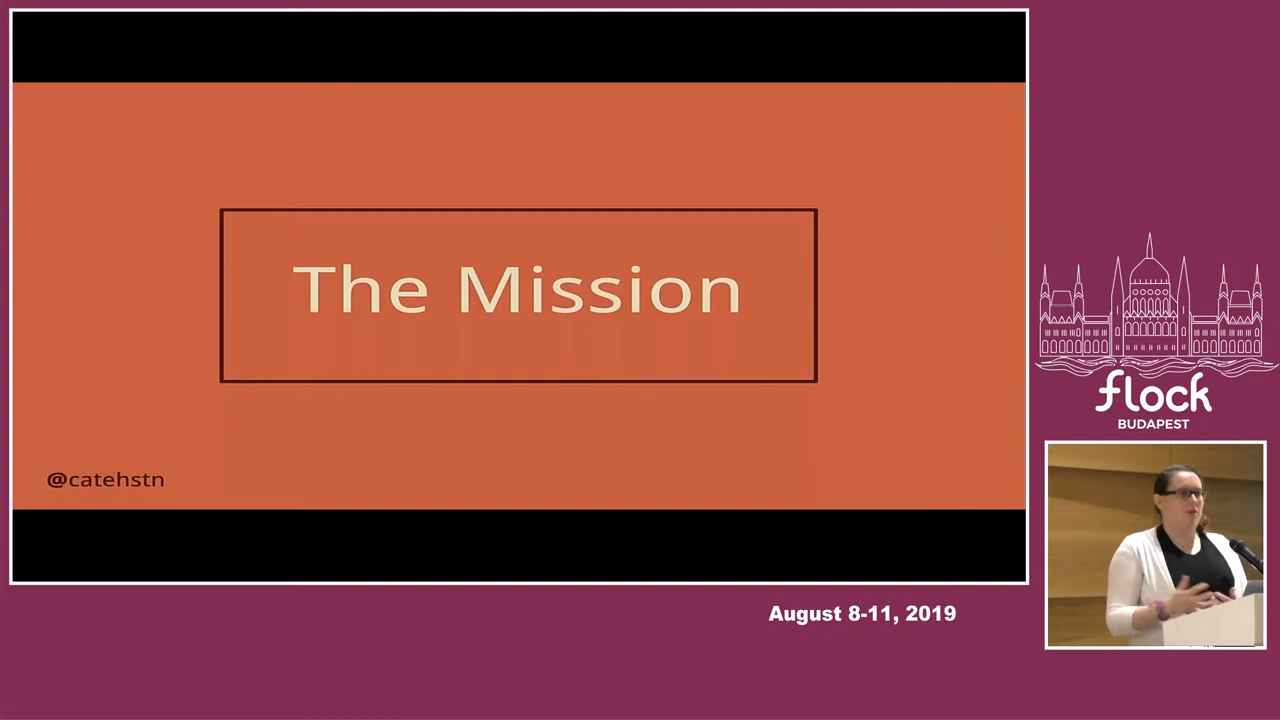 The Mission
@catehstn
flock
BUDAPEST
August 8-11, 2019